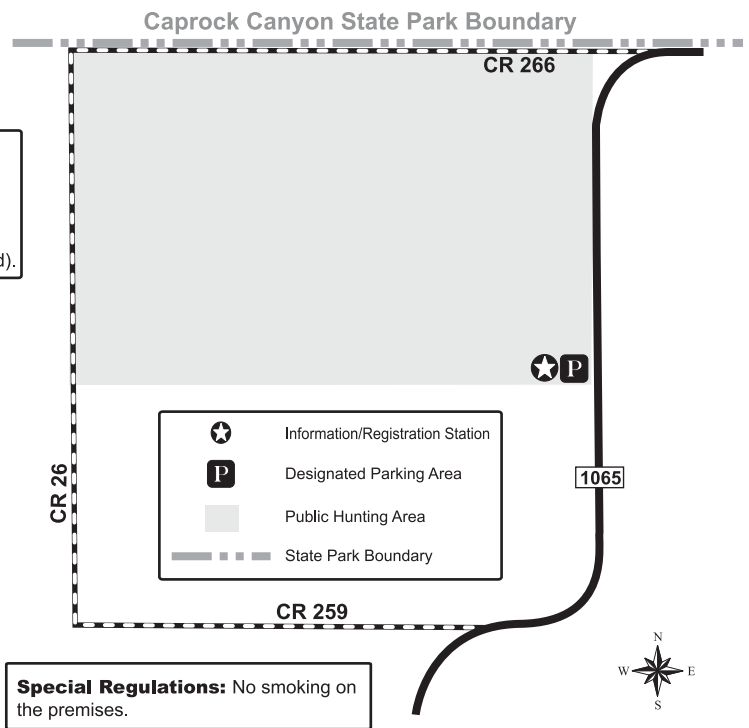 Caprock Canyon State Park Boundary
CR 266
d).
P
CR 26
Information/Registration Station
P
Designated Parking Area
1065
Public Hunting Area
State Park Boundary
CR 259
N
W E
S
Special Regulations: No smoking on
the premises.